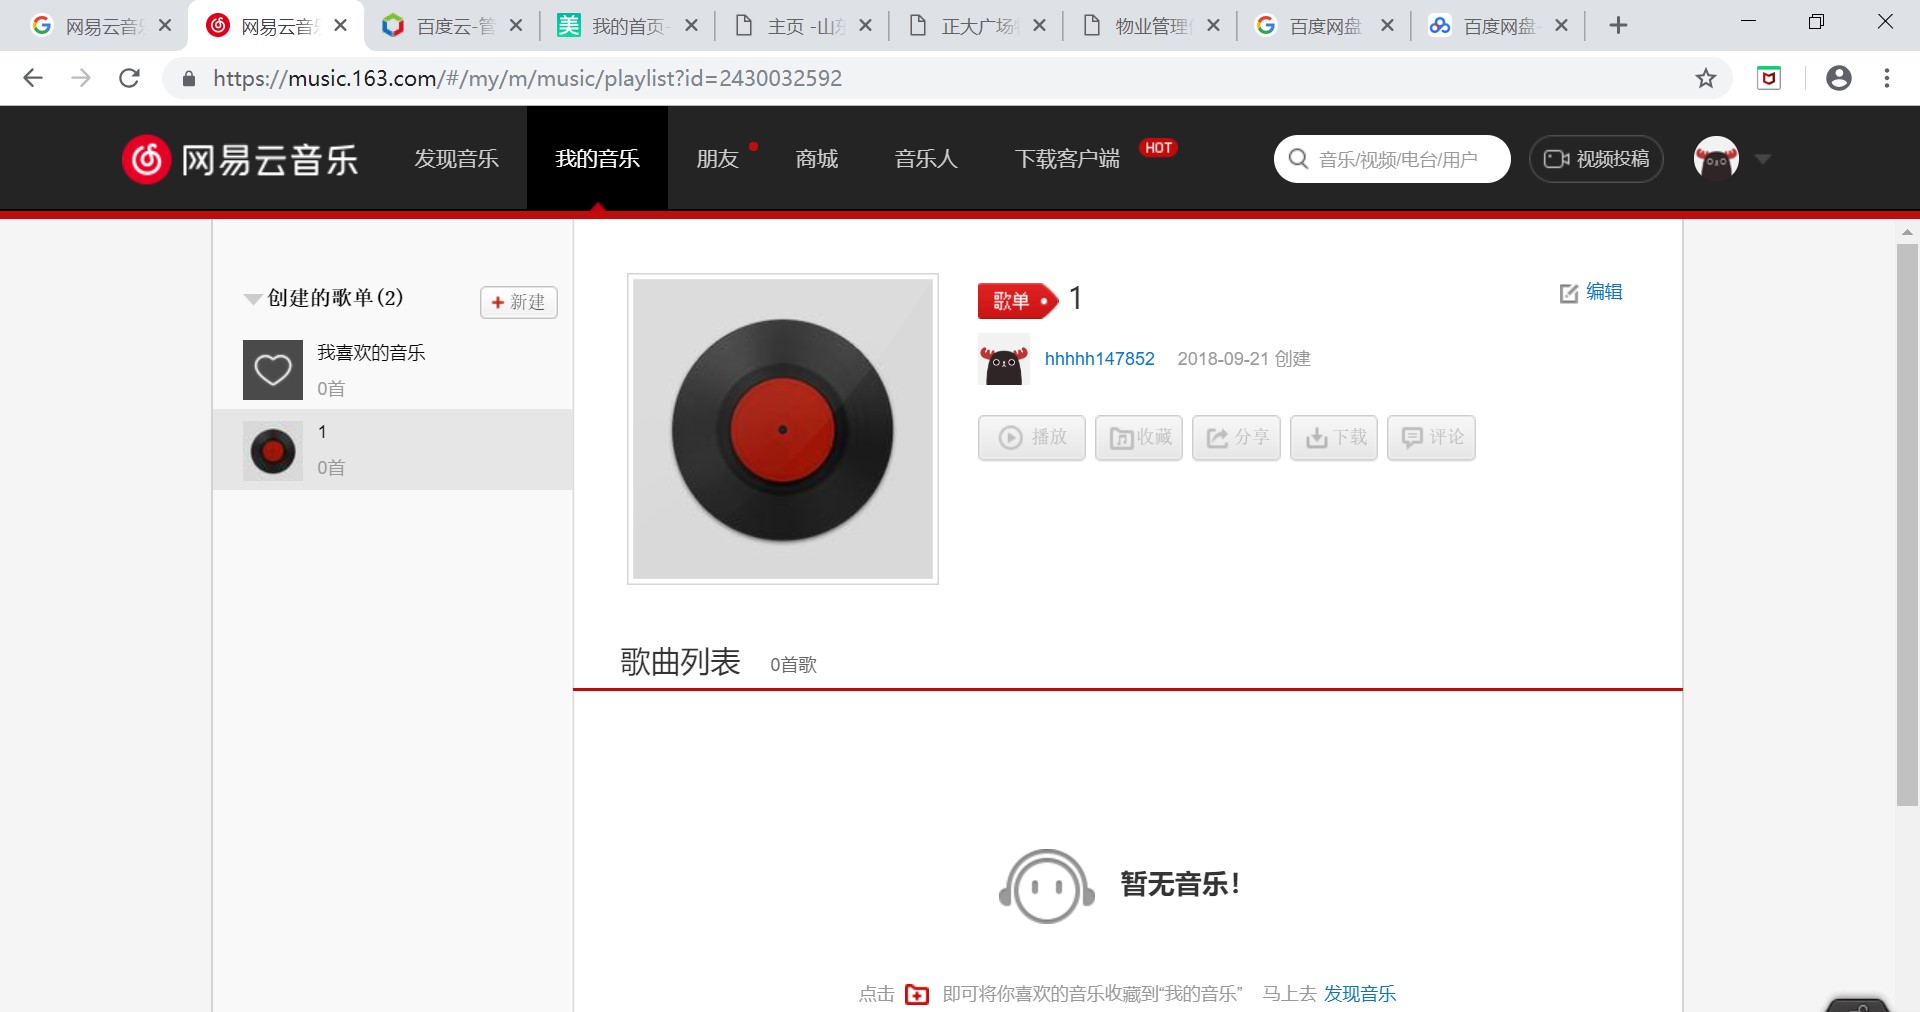 网易云音乐
网易云音乐
百度云-管
我的首页-
主页 -山东
正大广场
物业管理
百度网盘
百度网盘-
https://music.163.com/#/my/m/music/playlist?id=2430032592
网易云音乐
发现音乐
我的音乐
朋友
商城
音乐人
下载客户端
HOT
音乐/视频/电台/用户
视频投稿
创建的歌单(2)
新建
我喜欢的音乐
0首
1
0首
歌单
1
编辑
hhhhh147852 2018-09-21 创建
播放
收藏
分享
下载
评论
歌曲列表 0首歌
暂无音乐！
点击 即可将你喜欢的音乐收藏到“我的音乐” 马上去 发现音乐